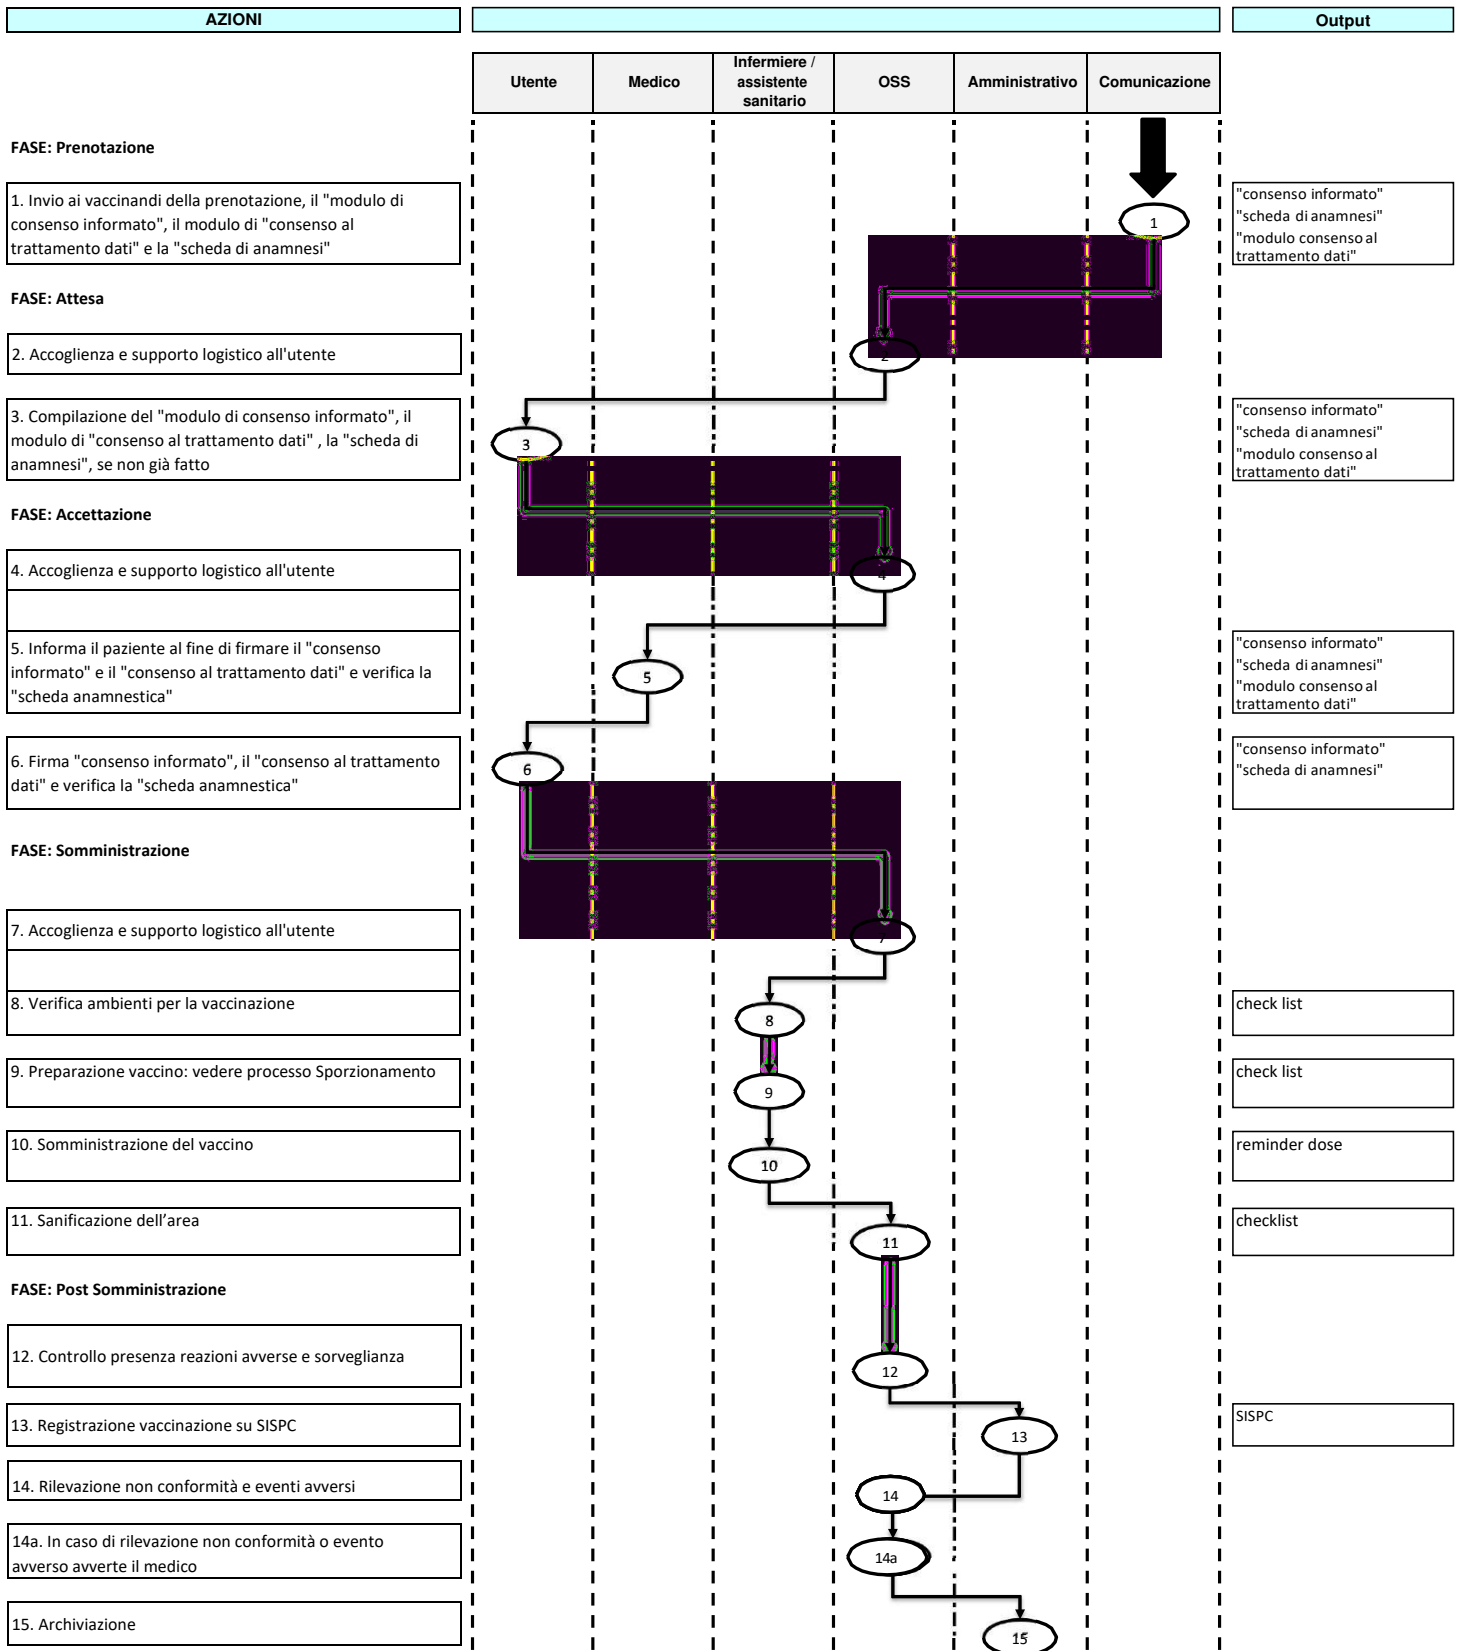 AZIONI
Output
Utente
Medico
Infermiere /
assistente
sanitario
OSS
Amministrativo
Comunicazione
FASE: Prenotazione
1. Invio ai vaccinandi della prenotazione, il "modulo di
consenso informato", il modulo di "consenso al
trattamento dati" e la "scheda di anamnesi"
1
"consenso informato"
"scheda di anamnesi"
"modulo consenso al
trattamento dati"
FASE: Attesa
2. Accoglienza e supporto logistico all'utente
2
3. Compilazione del "modulo di consenso informato", il
modulo di "consenso al trattamento dati" , la "scheda di
anamnesi", se non già fatto
3
"consenso informato"
"scheda di anamnesi"
"modulo consenso al
trattamento dati"
FASE: Accettazione
4. Accoglienza e supporto logistico all'utente
4
5. Informa il paziente al fine di firmare il "consenso
informato" e il "consenso al trattamento dati" e verifica la
"scheda anamnestica"
5
"consenso informato"
"scheda di anamnesi"
"modulo consenso al
trattamento dati"
6. Firma "consenso informato", il "consenso al trattamento
dati" e verifica la "scheda anamnestica"
6
"consenso informato"
"scheda di anamnesi"
FASE: Somministrazione
7. Accoglienza e supporto logistico all'utente
7
8. Verifica ambienti per la vaccinazione
8
check list
9. Preparazione vaccino: vedere processo Sporzionamento
9
check list
10. Somministrazione del vaccino
10
reminder dose
11. Sanificazione dell’area
11
checklist
FASE: Post Somministrazione
12. Controllo presenza reazioni avverse e sorveglianza
12
13. Registrazione vaccinazione su SISPC
13
SISPC
14. Rilevazione non conformità e eventi avversi
14
14a. In caso di rilevazione non conformità o evento
avverso avverte il medico
14a
15. Archiviazione
15